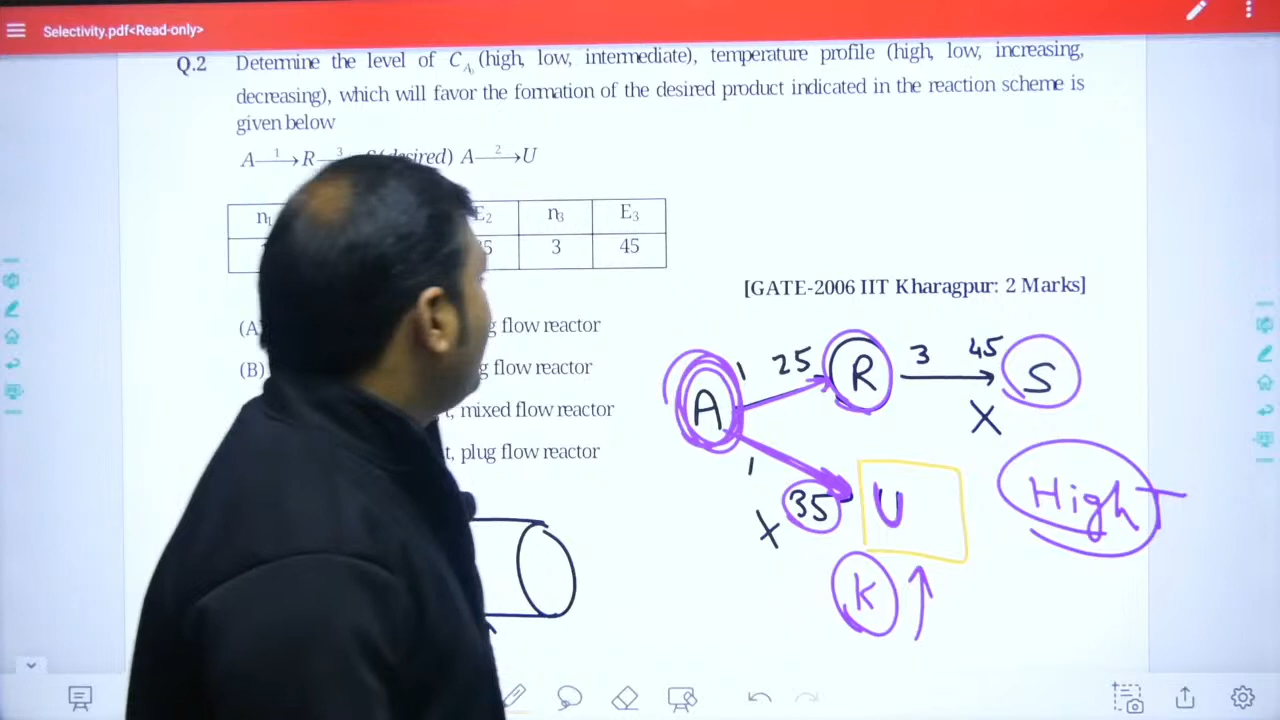 Selectivity.pdf<Read-only>
Q.2 Determine the level of C_A (high, low, intermediate), temperature profile (high, low, increasing,
decreasing), which will favor the formation of the desired product indicated in the reaction scheme is
given below
A —1→ R —3 (desired) A —2→ U
E₂ n₃ E₃
3 45
[GATE-2006 IIT Kharagpur: 2 Marks]
(A) flow reactor
(B) flow reactor
mixed flow reactor
plug flow reactor
A 1 25 R 3 45 S
X
1 35 U
X
High T
K ↑